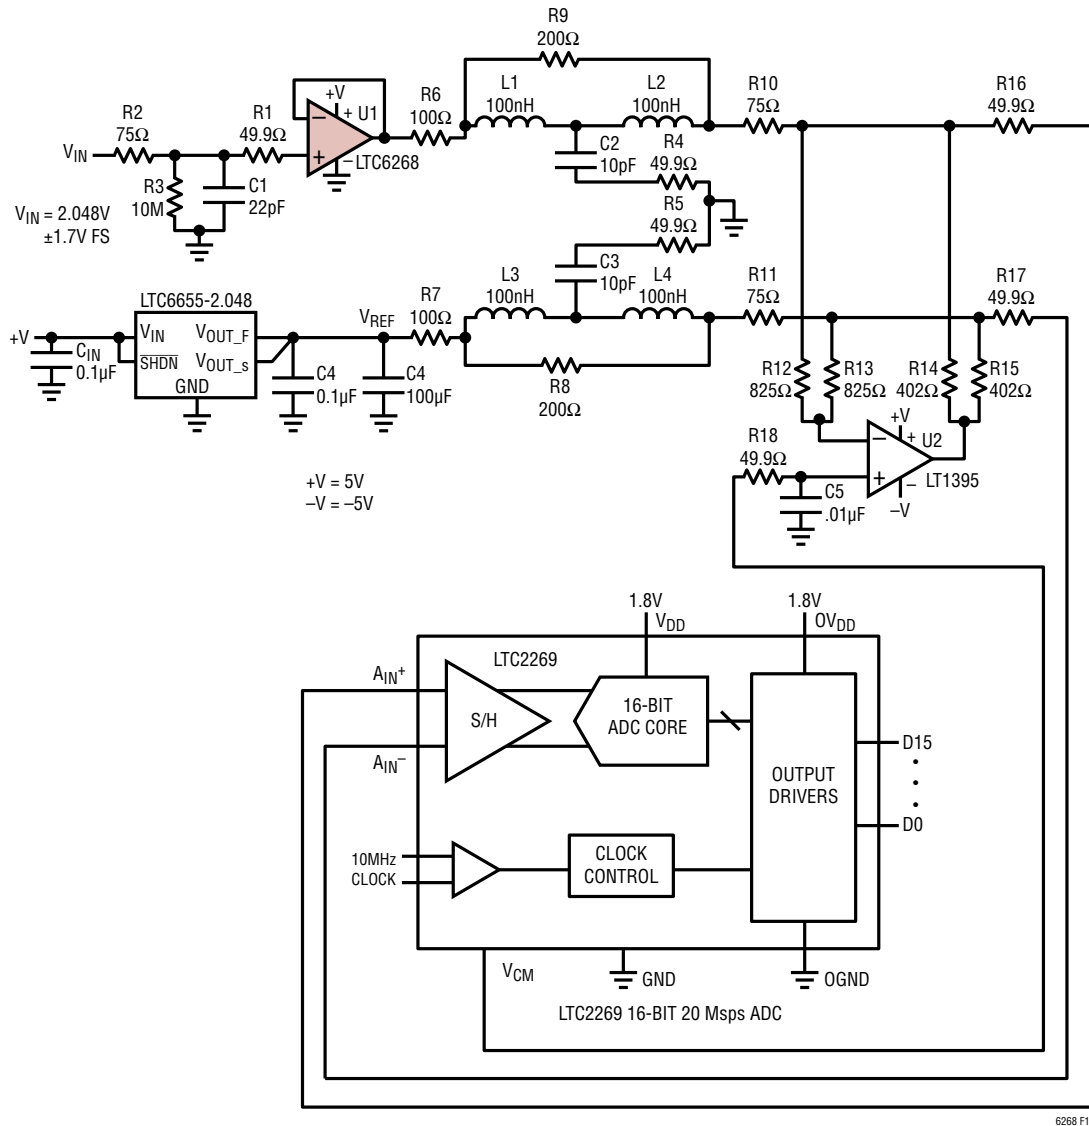 R9
200Ω
L1
100nH
L2
100nH
R10
75Ω
R16
49.9Ω
R2
75Ω
R1
49.9Ω
+V
+
U1
R6
100Ω
–
+
–
LTC6268
VIN
R3
10M
C1
22pF
C2
10pF
R4
49.9Ω
VIN = 2.048V
±1.7V FS
R5
49.9Ω
C3
10pF
L3
100nH
L4
100nH
R11
75Ω
R17
49.9Ω
LTC6655-2.048
R7
100Ω
VREF
+V
VIN
VOUT_F
SHDN
VOUT_s
GND
CIN
0.1µF
C4
0.1µF
C4
100µF
R8
200Ω
R12
825Ω
R13
825Ω
R14
402Ω
R15
402Ω
+V
+
U2
–
+
–
LT1395
–V
R18
49.9Ω
C5
.01µF
+V = 5V
–V = –5V
1.8V
VDD
1.8V
OVDD
LTC2269
AIN+
S/H
16-BIT
ADC CORE
AIN–
OUTPUT
DRIVERS
D15
D0
10MHz
CLOCK
CLOCK
CONTROL
VCM
GND
OGND
LTC2269 16-BIT 20 Msps ADC
6268 F1